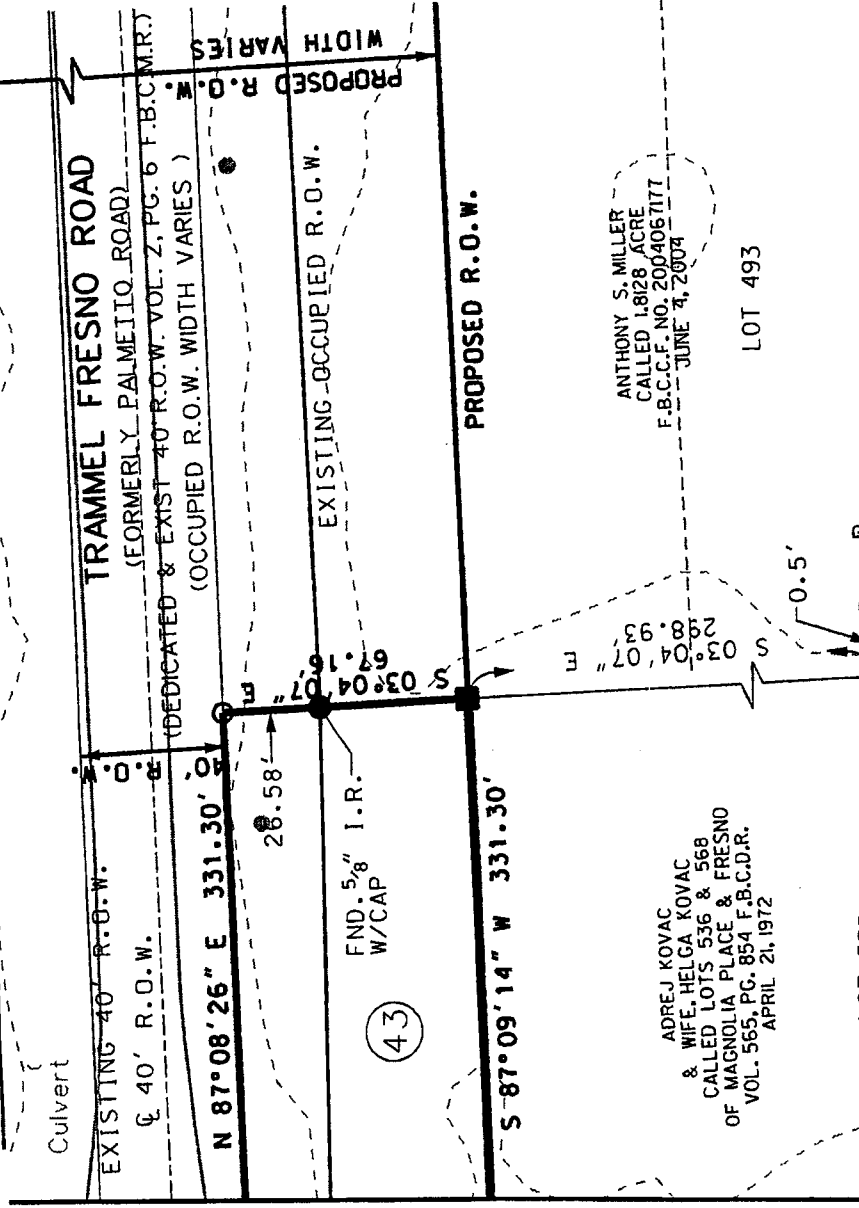 TRAMMEL FRESNO ROAD
(FORMERLY PALMETTO ROAD)
(DEDICATED & EXIST 40' R.O.W. VOL. 2, PG. 6 F.B.C.M.R.)
(OCCUPIED R.O.W. WIDTH VARIES )
PROPOSED R.O.W.
WIDTH VARIES
EXISTING OCCUPIED R.O.W.
PROPOSED R.O.W.
Culvert
EXISTING 40' R.O.W.
℄ 40' R.O.W.
40'
R.O.W.
N 87°08'26" E 331.30'
26.58'
S 03°04'07" E
67.16'
FND. 5/8" I.R.
W/CAP
43
S 87°09'14" W 331.30'
S 03°04'07" E
298.93'
0.5'
ANTHONY S. MILLER
CALLED 1.8128 ACRE
F.B.C.C.F. NO. 2004067177
JUNE 4, 2004
LOT 493
ADREJ KOVAC
& WIFE, HELGA KOVAC
CALLED LOTS 536 & 568
OF MAGNOLIA PLACE & FRESNO
VOL. 565, PG. 854 F.B.C.D.R.
APRIL 21, 1972